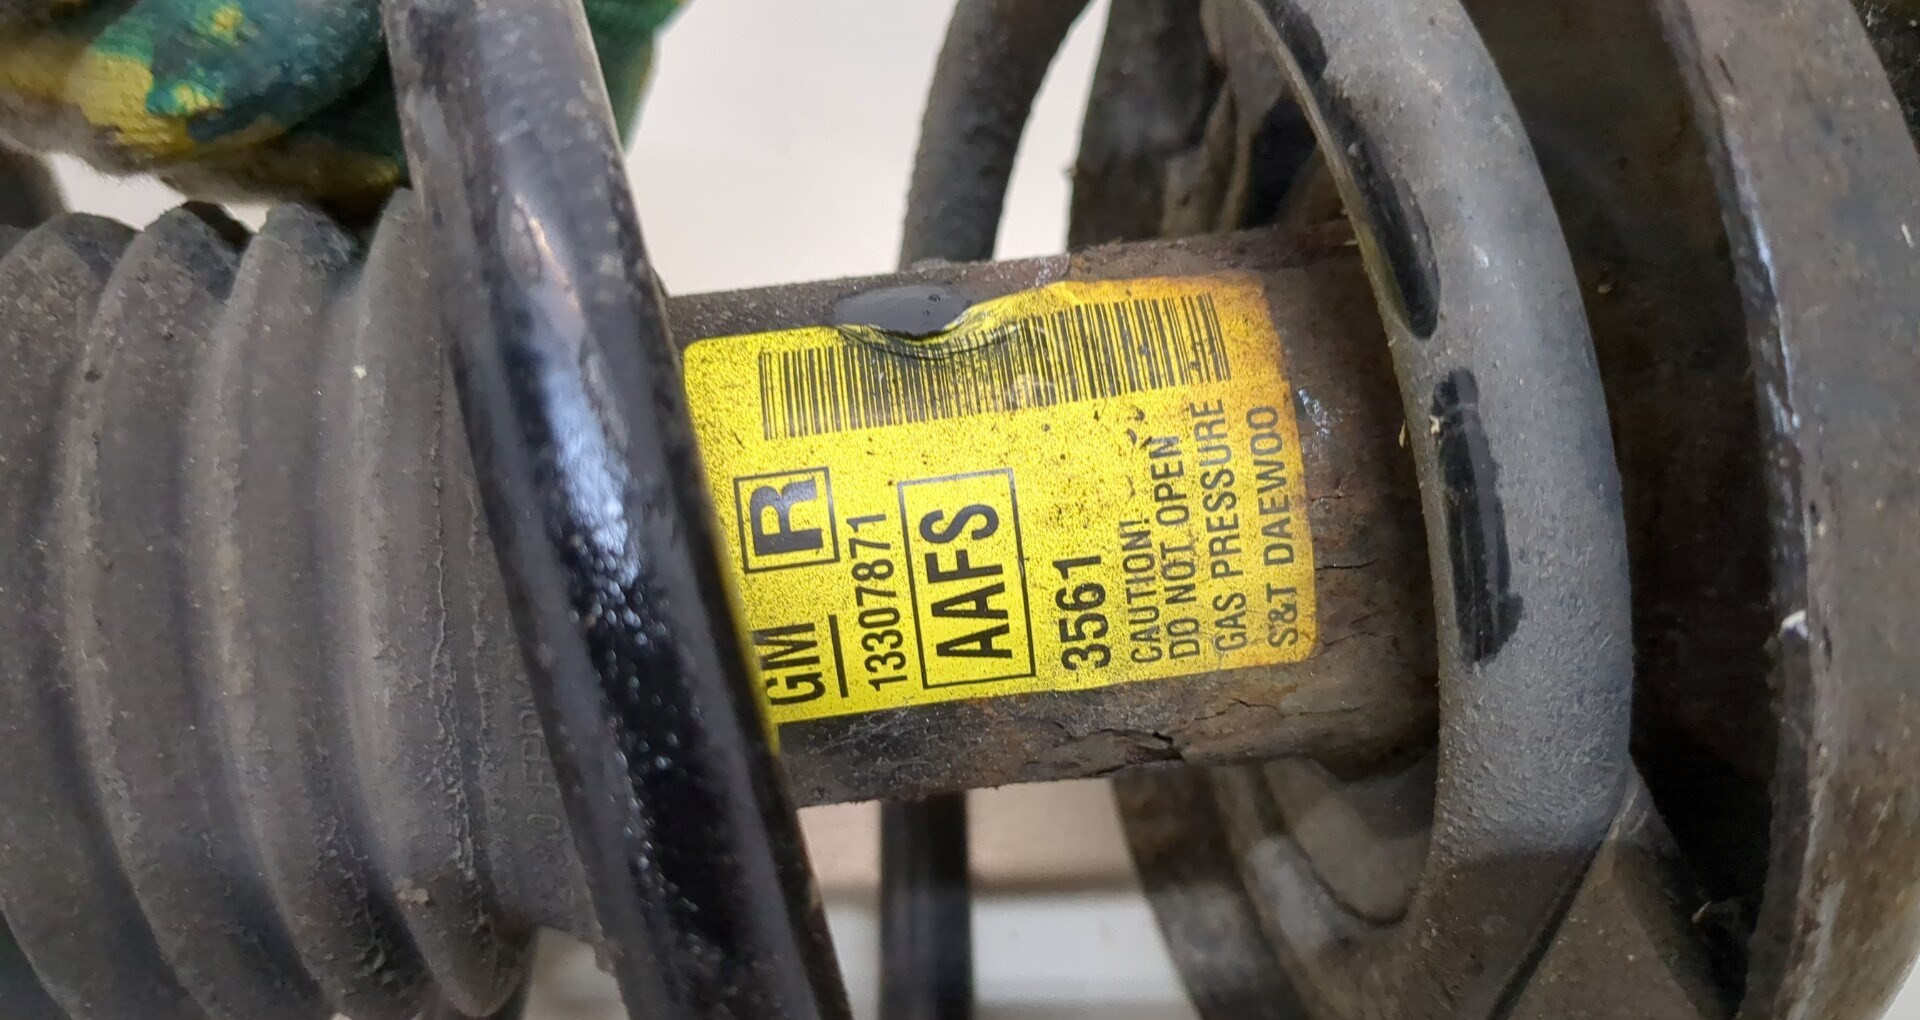 GM R
13307871
AAFS
3561
CAUTION!
DO NOT OPEN
GAS PRESSURE
S&T DAEWOO